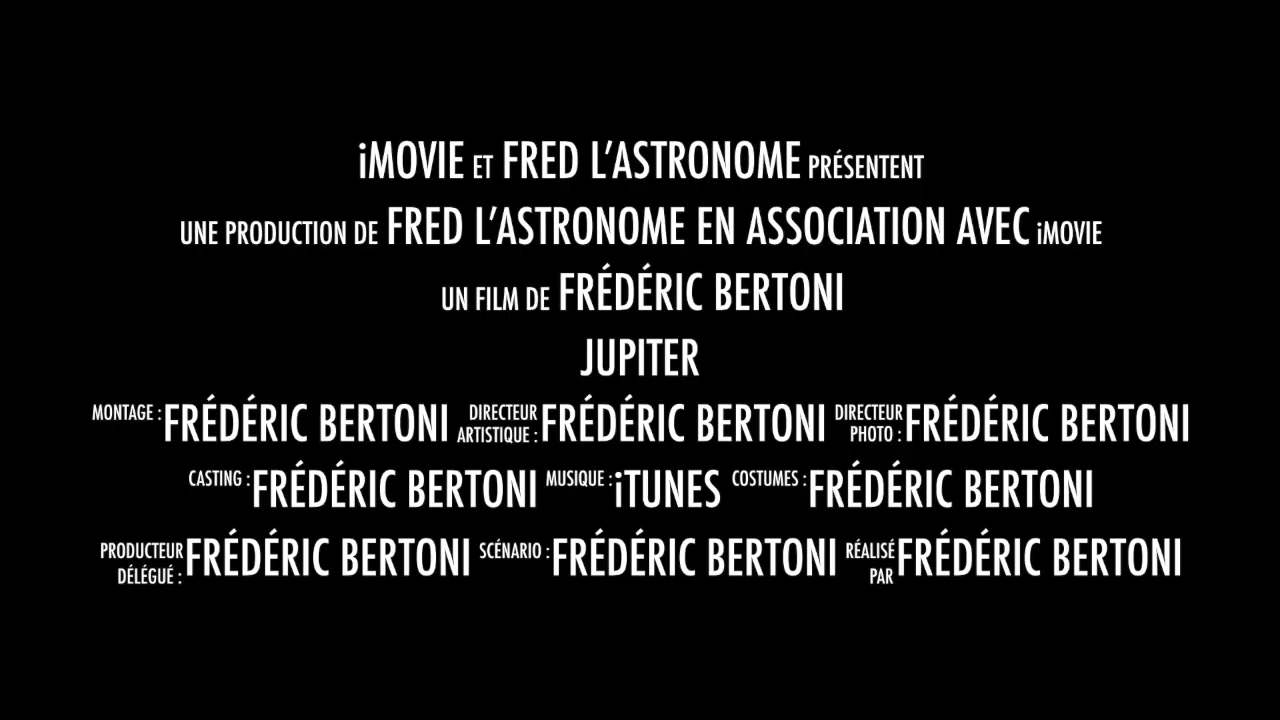 iMOVIE ET FRED L'ASTRONOME PRÉSENTENT
UNE PRODUCTION DE FRED L'ASTRONOME EN ASSOCIATION AVEC iMOVIE
UN FILM DE FRÉDÉRIC BERTONI
JUPITER
MONTAGE : FRÉDÉRIC BERTONI DIRECTEUR ARTISTIQUE : FRÉDÉRIC BERTONI DIRECTEUR PHOTO : FRÉDÉRIC BERTONI
CASTING : FRÉDÉRIC BERTONI MUSIQUE : iTUNES COSTUMES : FRÉDÉRIC BERTONI
PRODUCTEUR DÉLÉGUÉ : FRÉDÉRIC BERTONI SCÉNARIO : FRÉDÉRIC BERTONI RÉALISÉ PAR FRÉDÉRIC BERTONI